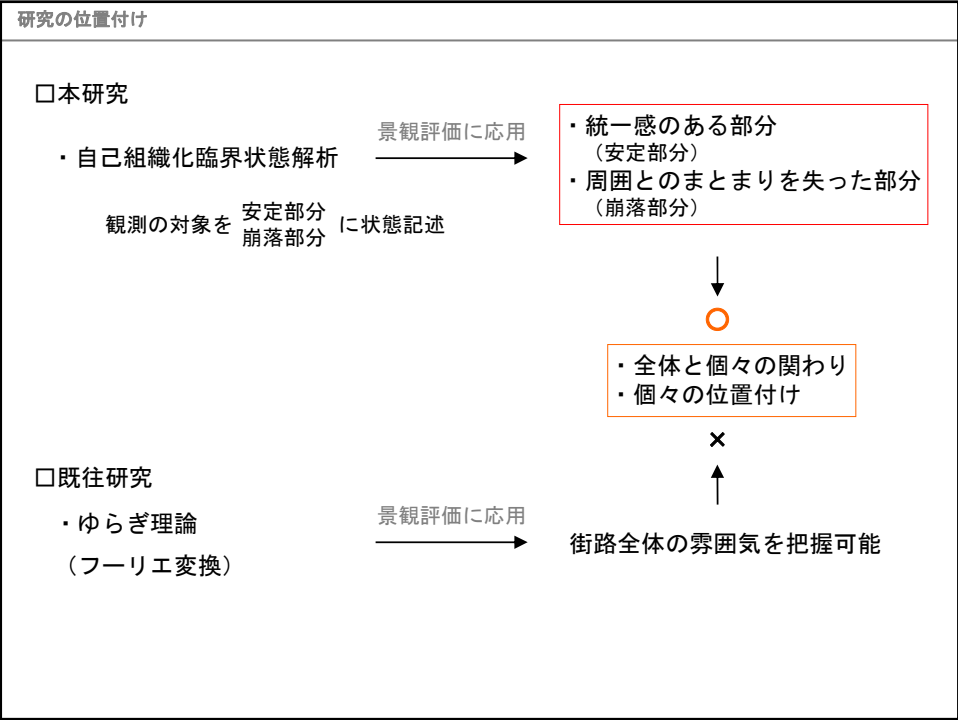 研究の位置付け
□本研究
・自己組織化臨界状態解析
観測の対象を 安定部分 に状態記述
崩落部分
景観評価に応用
・統一感のある部分
（安定部分）
・周囲とのまとまりを失った部分
（崩落部分）
○
・全体と個々の関わり
・個々の位置付け
×
□既往研究
・ゆらぎ理論
（フーリエ変換）
景観評価に応用
街路全体の雰囲気を把握可能